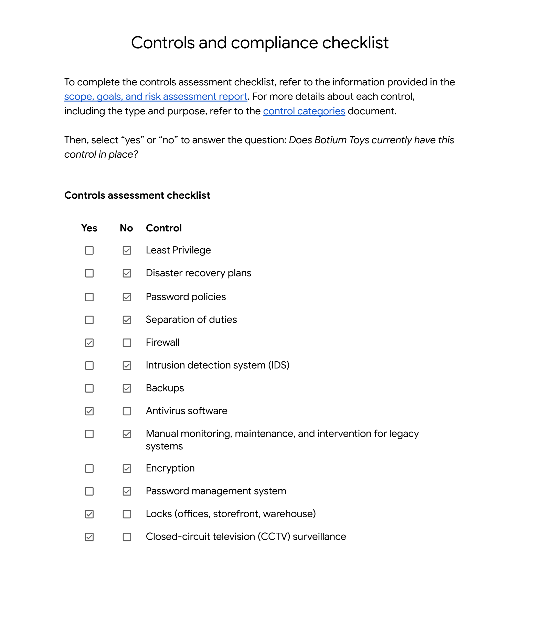 Controls and compliance checklist
To complete the controls assessment checklist, refer to the information provided in the
scope, goals, and risk assessment report. For more details about each control,
including the type and purpose, refer to the control categories document.
Then, select “yes” or “no” to answer the question: Does Botium Toys currently have this
control in place?
Controls assessment checklist
Yes No Control
Least Privilege
Disaster recovery plans
Password policies
Separation of duties
Firewall
Intrusion detection system (IDS)
Backups
Antivirus software
Manual monitoring, maintenance, and intervention for legacy
systems
Encryption
Password management system
Locks (offices, storefront, warehouse)
Closed-circuit television (CCTV) surveillance